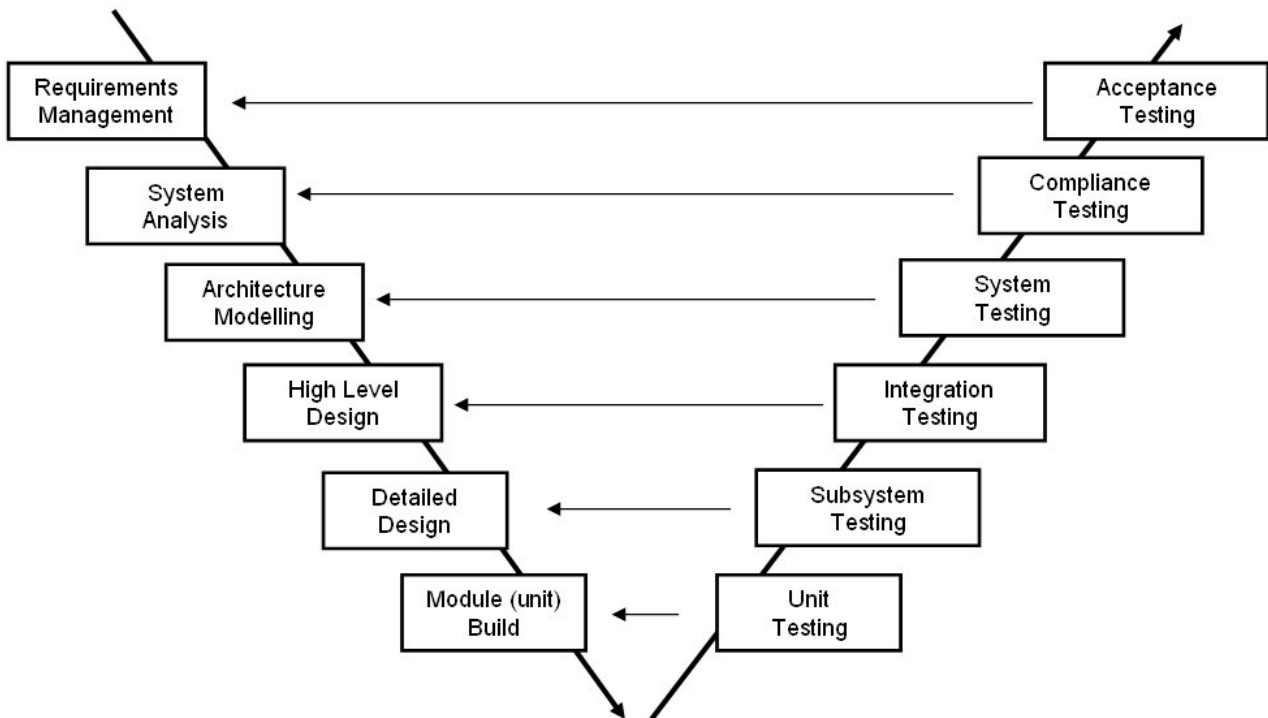 Requirements
Management
Acceptance
Testing
System
Analysis
Compliance
Testing
Architecture
Modelling
System
Testing
High Level
Design
Integration
Testing
Detailed
Design
Subsystem
Testing
Module (unit)
Build
Unit
Testing